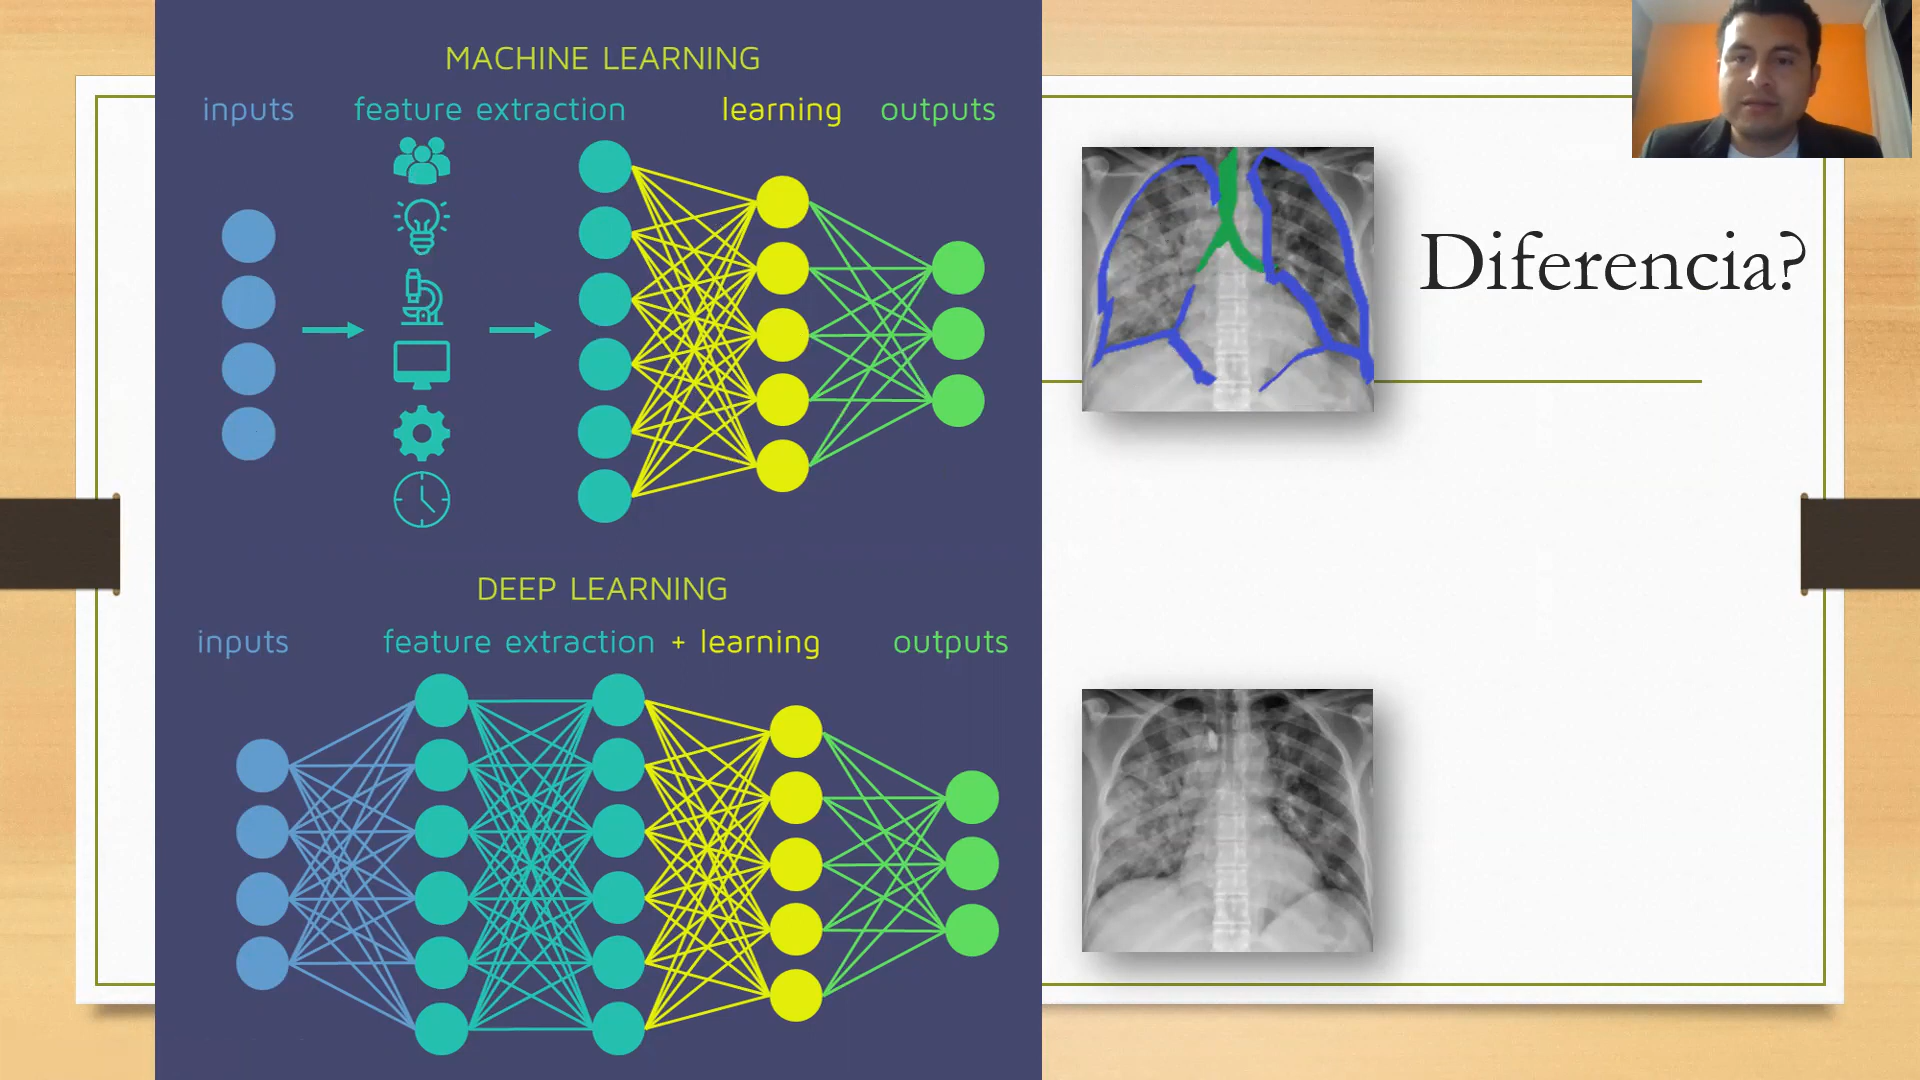 MACHINE LEARNING
inputs feature extraction learning outputs
DEEP LEARNING
inputs feature extraction + learning outputs
Diferencia?